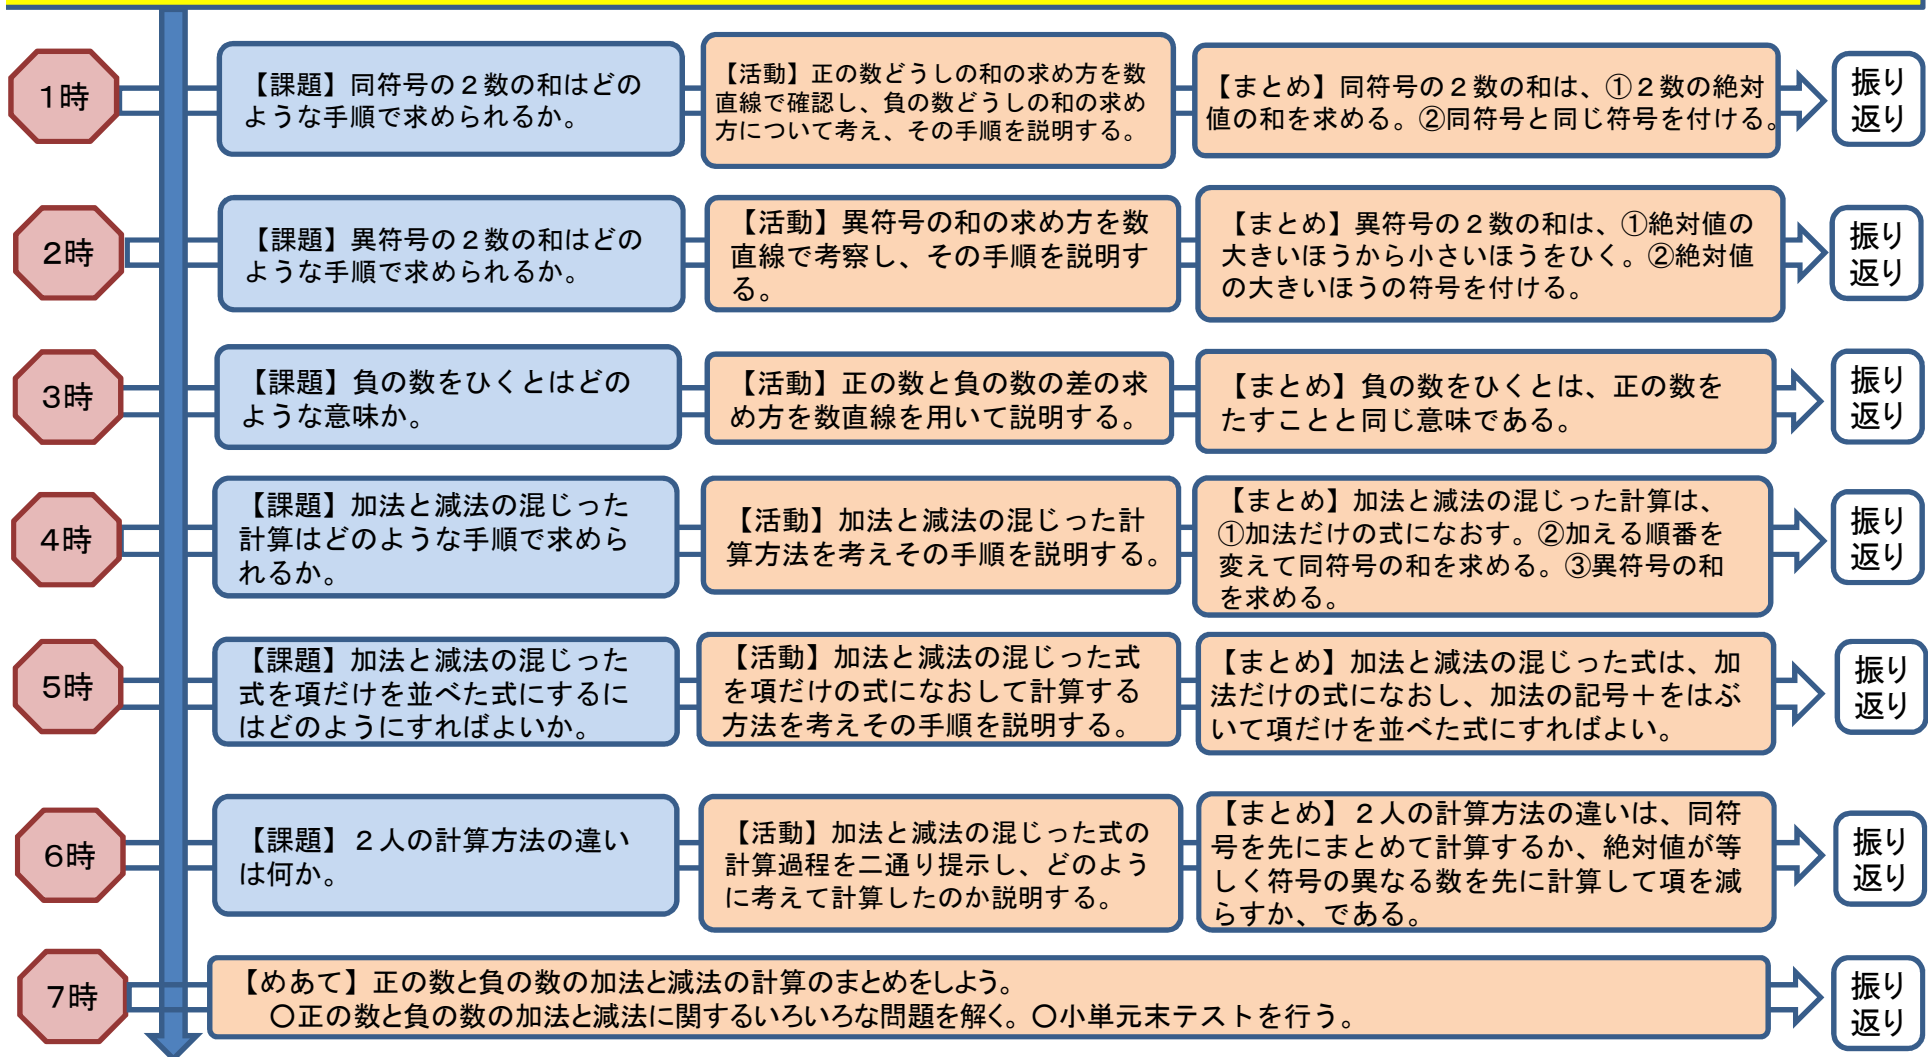 1時
【課題】同符号の２数の和はどの
ような手順で求められるか。
【活動】正の数どうしの和の求め方を数
直線で確認し、負の数どうしの和の求め
方について考え、その手順を説明する。
【まとめ】同符号の２数の和は、①２数の絶対
値の和を求める。②同符号と同じ符号を付ける。
振り
返り
2時
【課題】異符号の２数の和はどの
ような手順で求められるか。
【活動】異符号の和の求め方を数
直線で考察し、その手順を説明す
る。
【まとめ】異符号の２数の和は、①絶対値の
大きいほうから小さいほうをひく。②絶対値
の大きいほうの符号を付ける。
振り
返り
3時
【課題】負の数をひくとはどの
ような意味か。
【活動】正の数と負の数の差の求
め方を数直線を用いて説明する。
【まとめ】負の数をひくとは、正の数を
たすことと同じ意味である。
振り
返り
4時
【課題】加法と減法の混じった
計算はどのような手順で求めら
れるか。
【活動】加法と減法の混じった計
算方法を考えその手順を説明する。
【まとめ】加法と減法の混じった計算は、
①加法だけの式になおす。②加える順番を
変えて同符号の和を求める。③異符号の和
を求める。
振り
返り
5時
【課題】加法と減法の混じった
式を項だけを並べた式にするに
はどのようにすればよいか。
【活動】加法と減法の混じった式
を項だけの式になおして計算する
方法を考えその手順を説明する。
【まとめ】加法と減法の混じった式は、加
法だけの式になおし、加法の記号＋をはぶ
いて項だけを並べた式にすればよい。
振り
返り
6時
【課題】２人の計算方法の違い
は何か。
【活動】加法と減法の混じった式の
計算過程を二通り提示し、どのよう
に考えて計算したのか説明する。
【まとめ】２人の計算方法の違いは、同符
号を先にまとめて計算するか、絶対値が等
しく符号の異なる数を先に計算して項を減
らすか、である。
振り
返り
7時
【めあて】正の数と負の数の加法と減法の計算のまとめをしよう。
〇正の数と負の数の加法と減法に関するいろいろな問題を解く。〇小単元末テストを行う。
振り
返り